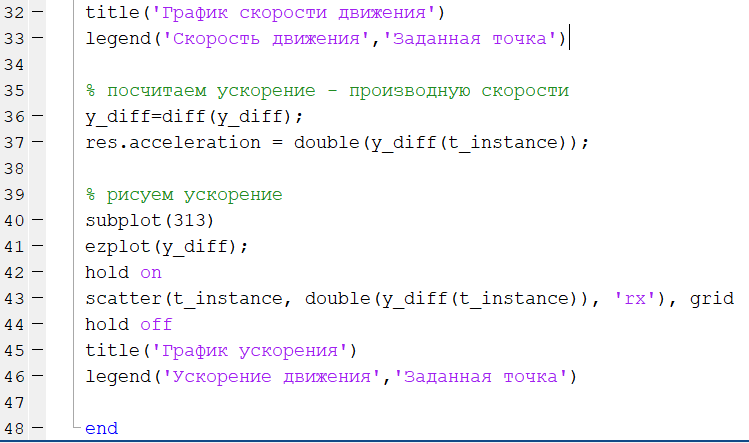 32 – title('График скорости движения')
33 – legend('Скорость движения','Заданная точка')
34
35 % посчитаем ускорение - производную скорости
36 – y_diff=diff(y_diff);
37 – res.acceleration = double(y_diff(t_instance));
38
39 % рисуем ускорение
40 – subplot(313)
41 – ezplot(y_diff);
42 – hold on
43 – scatter(t_instance, double(y_diff(t_instance)), 'rx'), grid
44 – hold off
45 – title('График ускорения')
46 – legend('Ускорение движения','Заданная точка')
47
48 – end